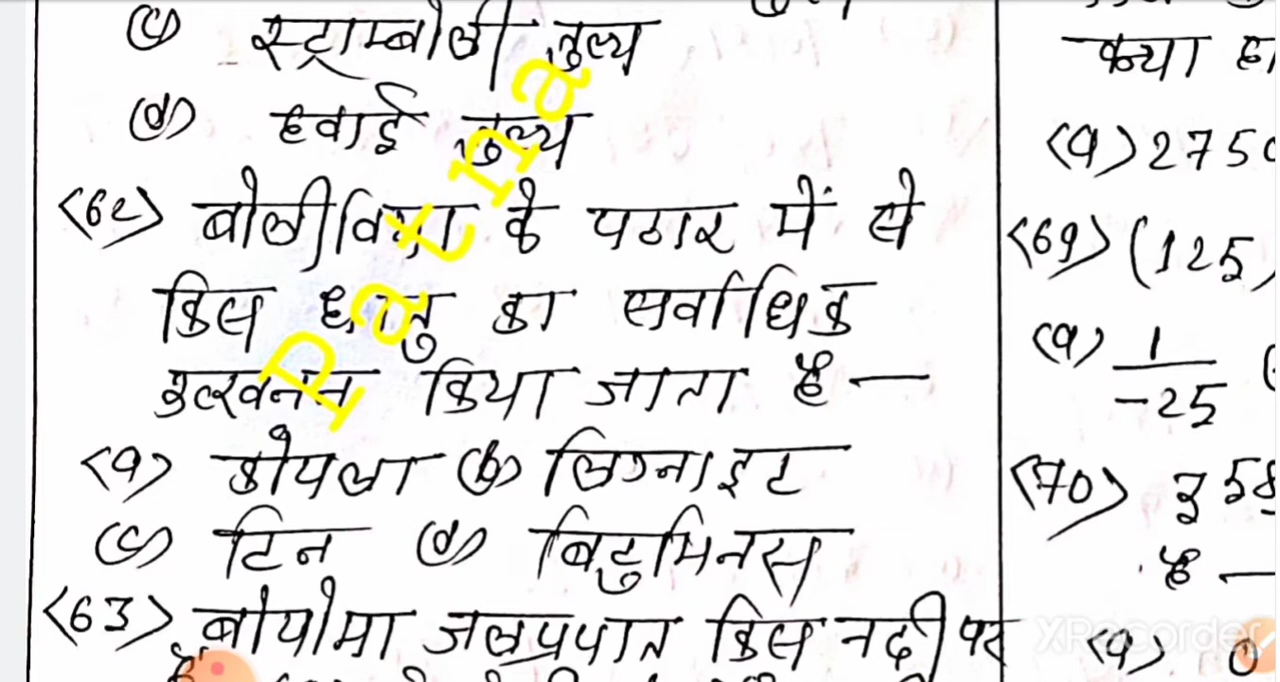 (c) स्ट्राम्बोली तुल्य
(d) हवाई तुल्य
(62) बोलीविया के पठार में से
किस धातु का सर्वाधिक
उत्खनन किया जाता है —
(a) कोयला (b) लिग्नाइट
(c) टिन (d) बिटुमिनस
(63) बोयोमा जलप्रपात किस नदी पर
क्या
(a) 275
(69) (125)
(a) 1/-25
(70) ₹ 58
है —
(a) 0
Patna
XRecorder